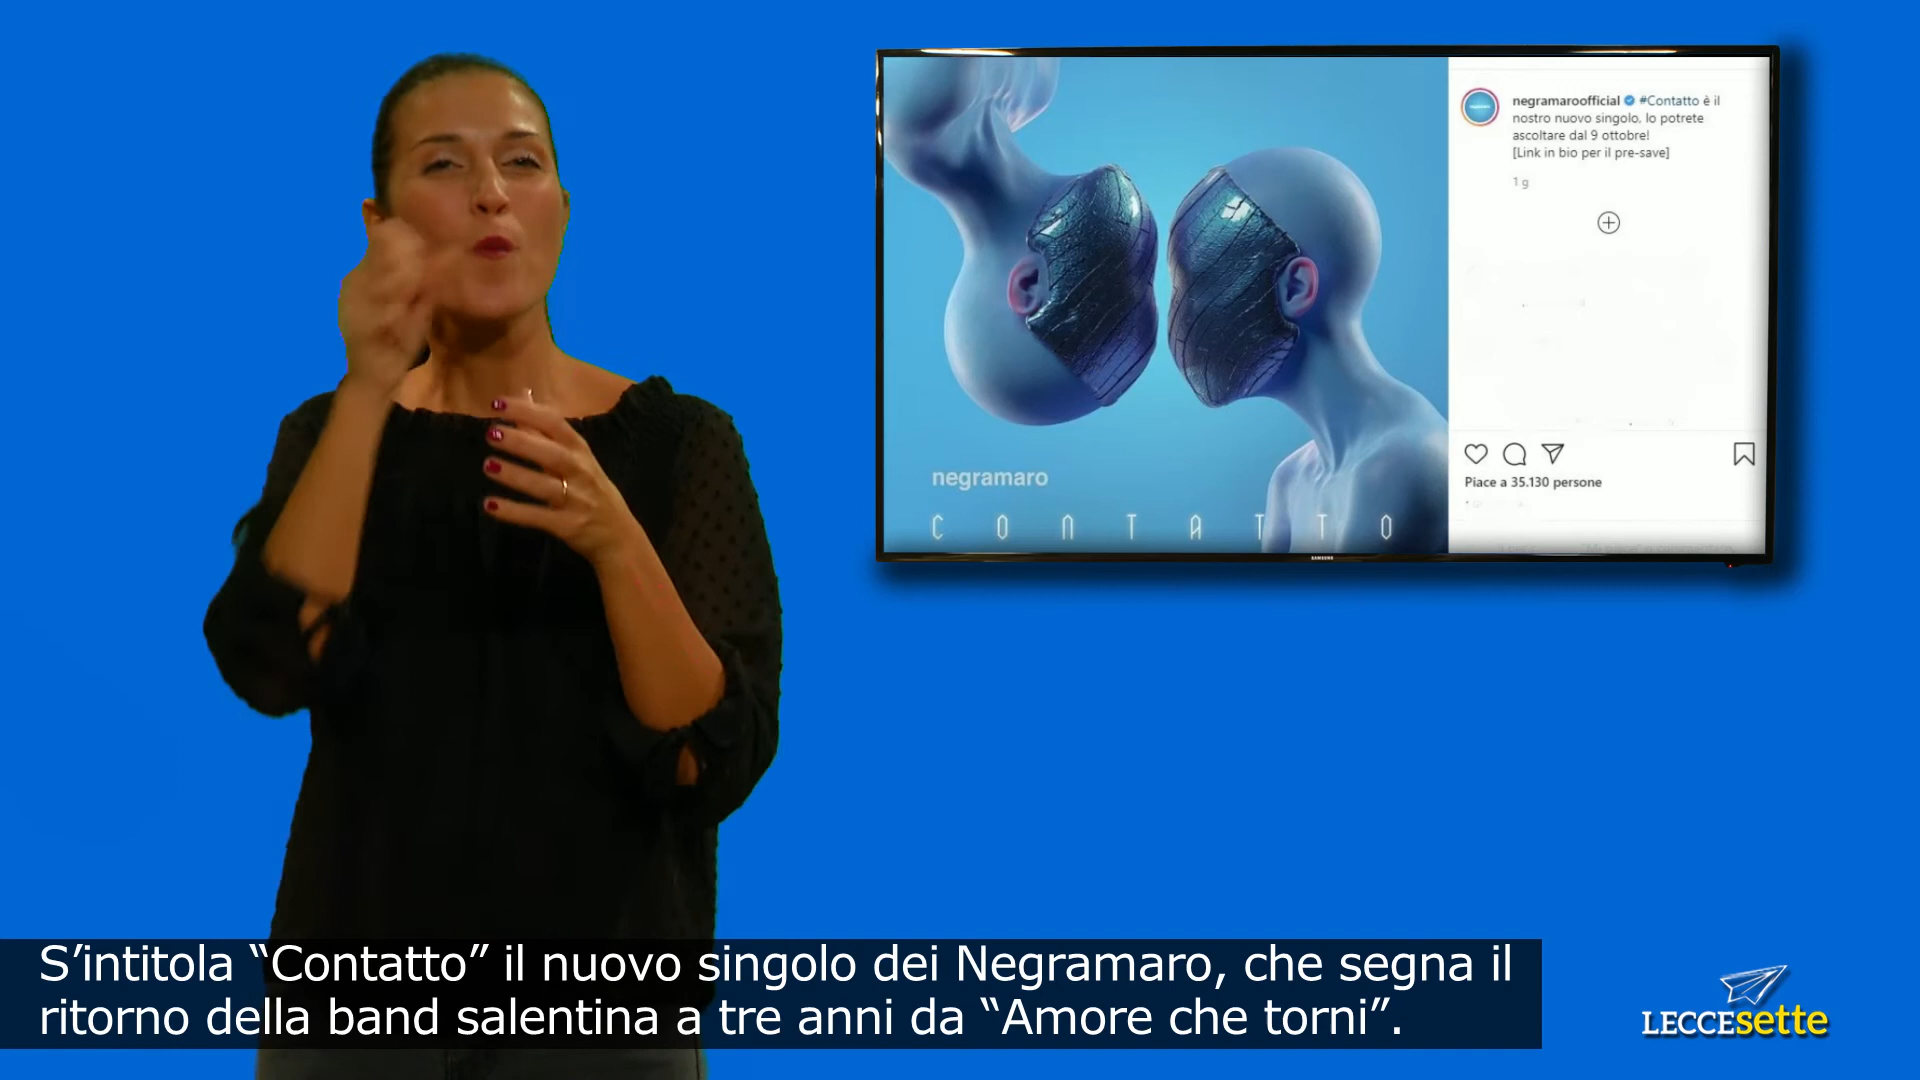 negramaroofficial #Contatto è il
nostro nuovo singolo, lo potrete
ascoltare dal 9 ottobre!
[Link in bio per il pre-save]
1 g
Piace a 35.130 persone
negramaro
CONTATTO
SAMSUNG
S’intitola “Contatto” il nuovo singolo dei Negramaro, che segna il
ritorno della band salentina a tre anni da “Amore che torni”.
LECCEsette